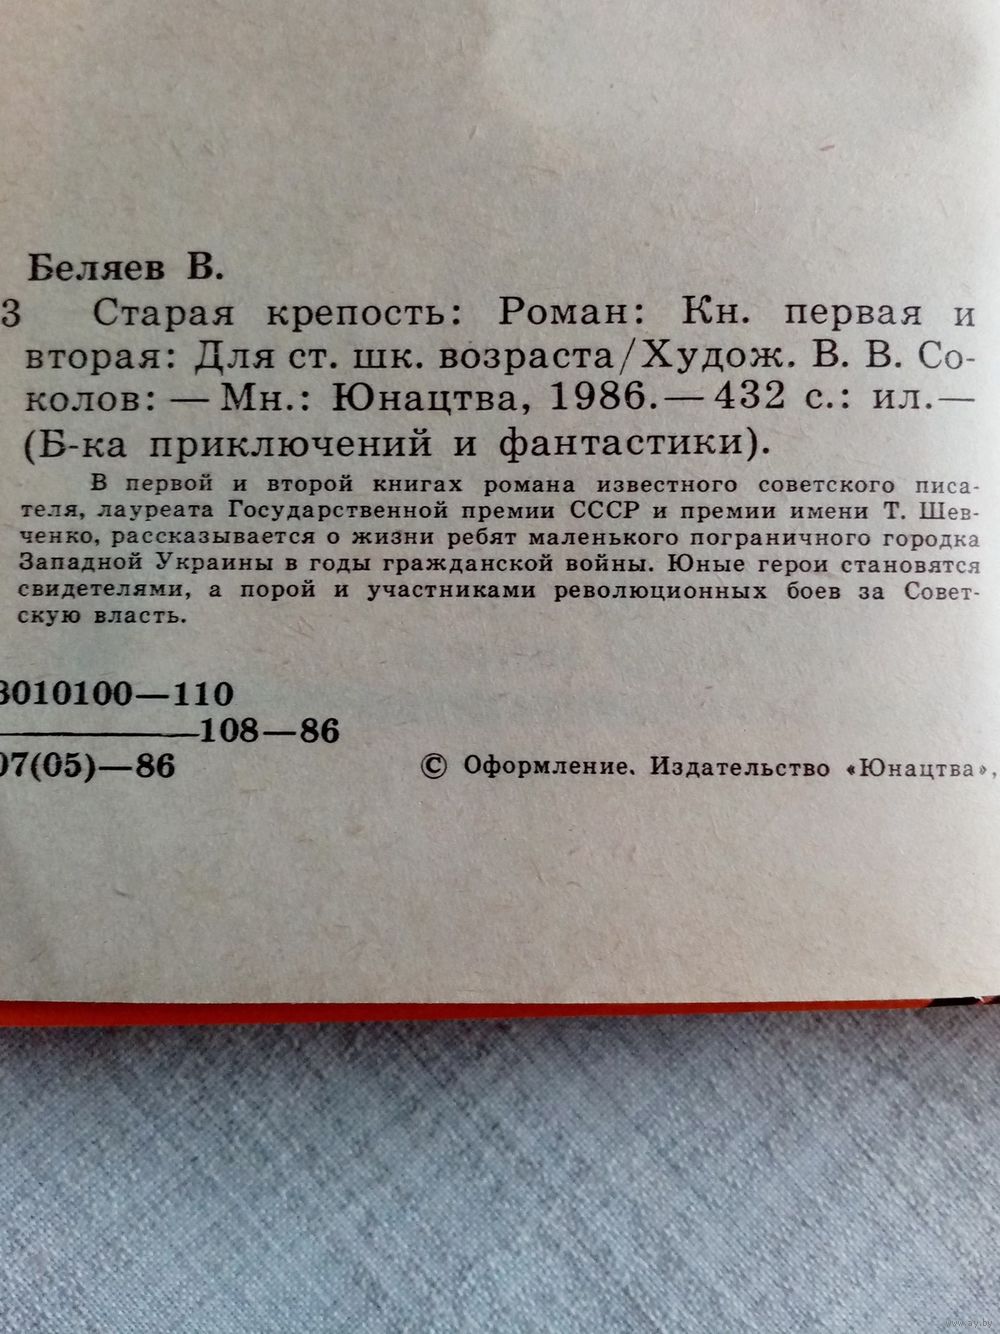 Беляев В.
3 Старая крепость: Роман: Кн. первая и
вторая: Для ст. шк. возраста/Худож. В. В. Со-
колов: — Мн.: Юнацтва, 1986.— 432 с.: ил.—
(Б-ка приключений и фантастики).
В первой и второй книгах романа известного советского писа-
теля, лауреата Государственной премии СССР и премии имени Т. Шев-
ченко, рассказывается о жизни ребят маленького пограничного городка
Западной Украины в годы гражданской войны. Юные герои становятся
свидетелями, а порой и участниками революционных боев за Совет-
скую власть.
3010100—110
108—86
07(05)—86
© Оформление. Издательство «Юнацтва»,
www.ay.by